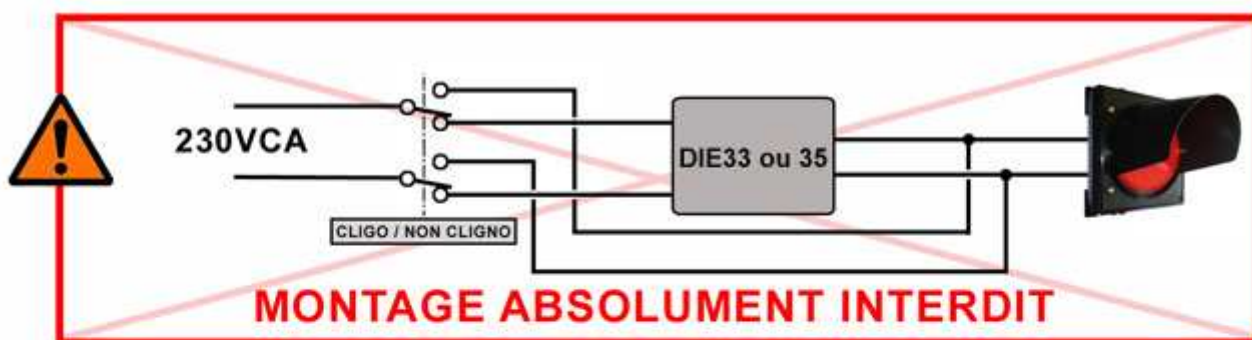 230VCA
DIE33 ou 35
CLIGO / NON CLIGNO
MONTAGE ABSOLUMENT INTERDIT